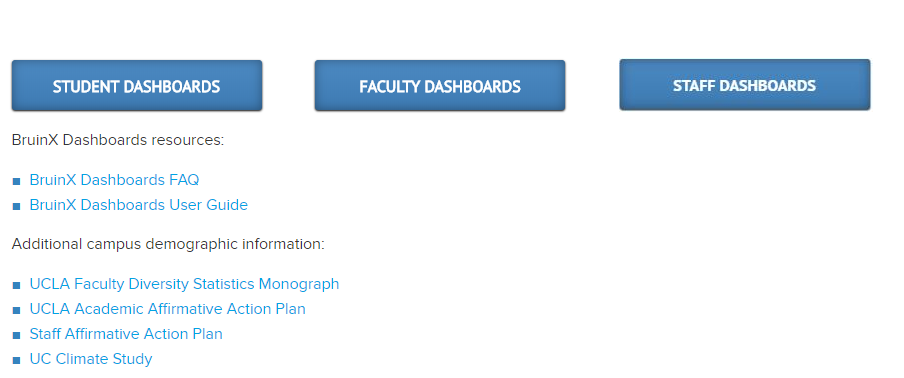 STUDENT DASHBOARDS FACULTY DASHBOARDS STAFF DASHBOARDS
BruinX Dashboards resources:
BruinX Dashboards FAQ
BruinX Dashboards User Guide
Additional campus demographic information:
UCLA Faculty Diversity Statistics Monograph
UCLA Academic Affirmative Action Plan
Staff Affirmative Action Plan
UC Climate Study